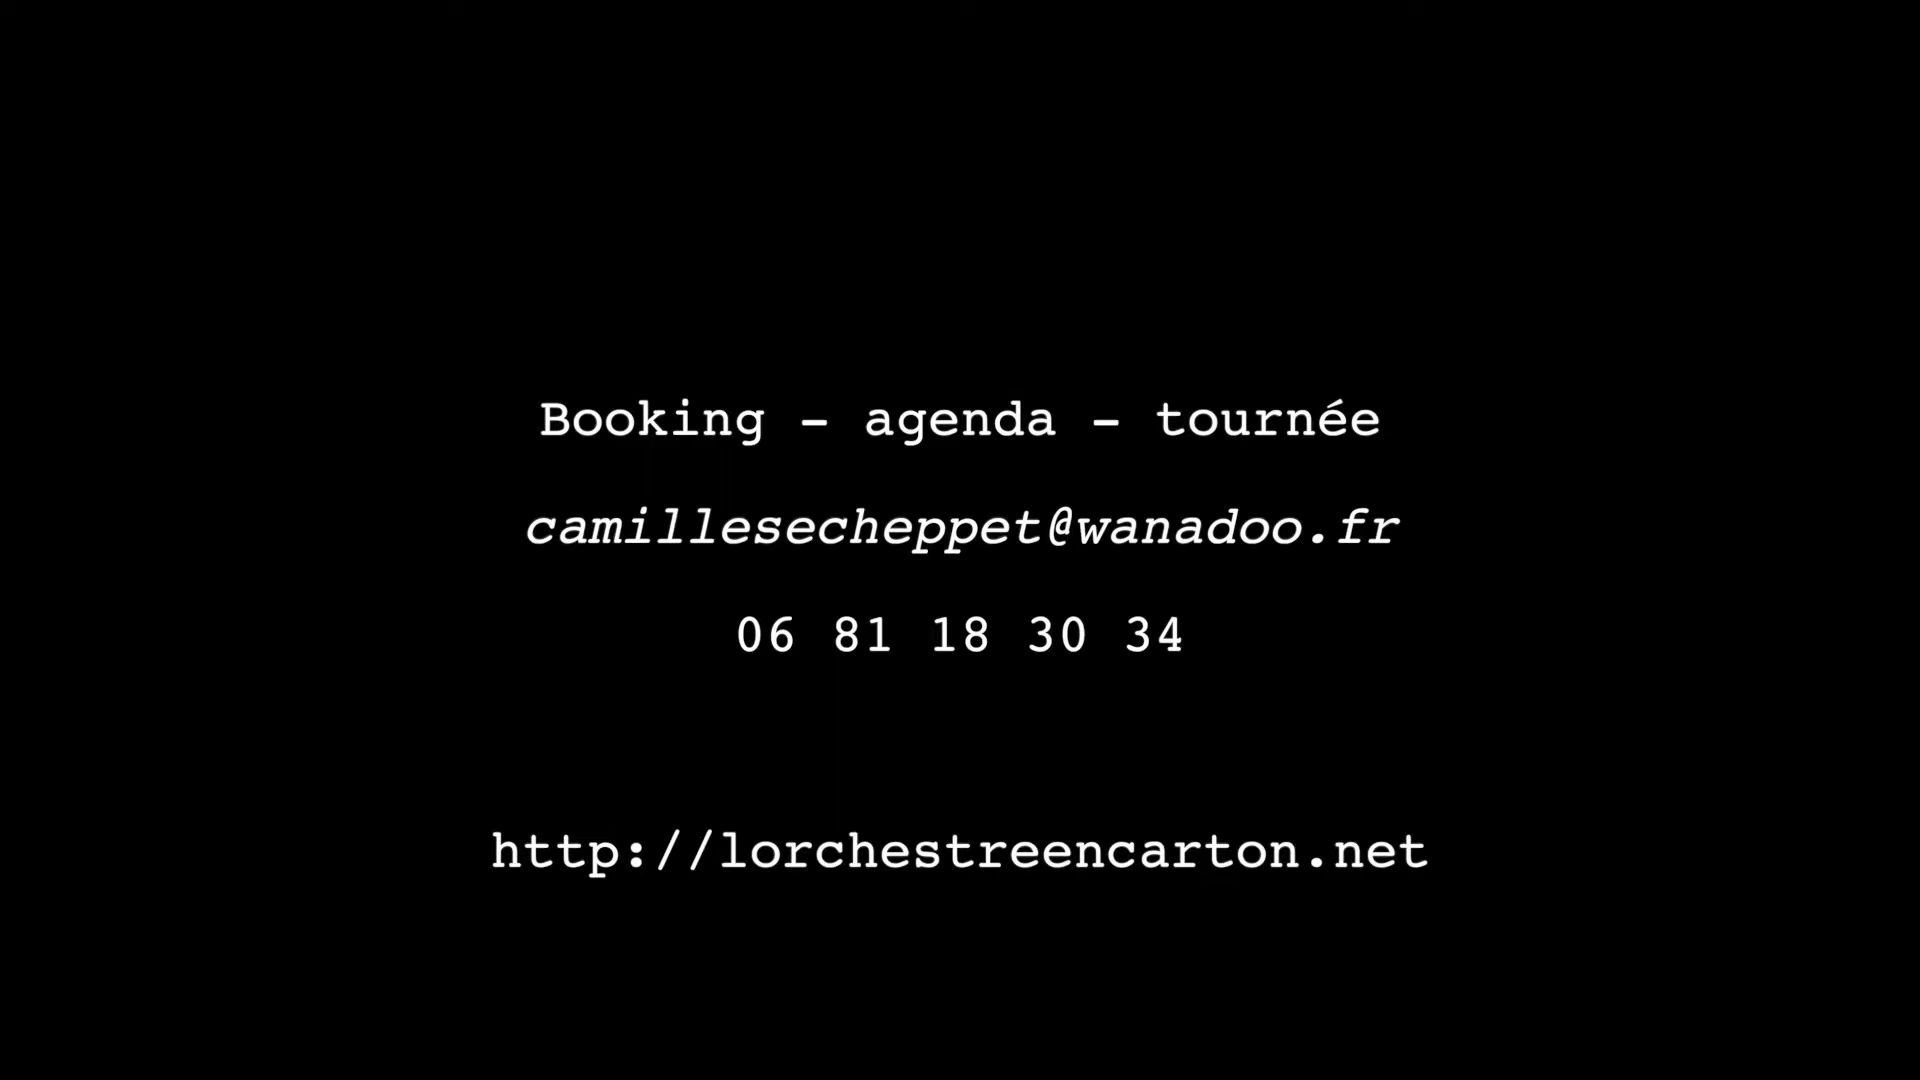 Booking - agenda - tournée
camillesecheppet@wanadoo.fr
06 81 18 30 34
http://lorchestreencarton.net